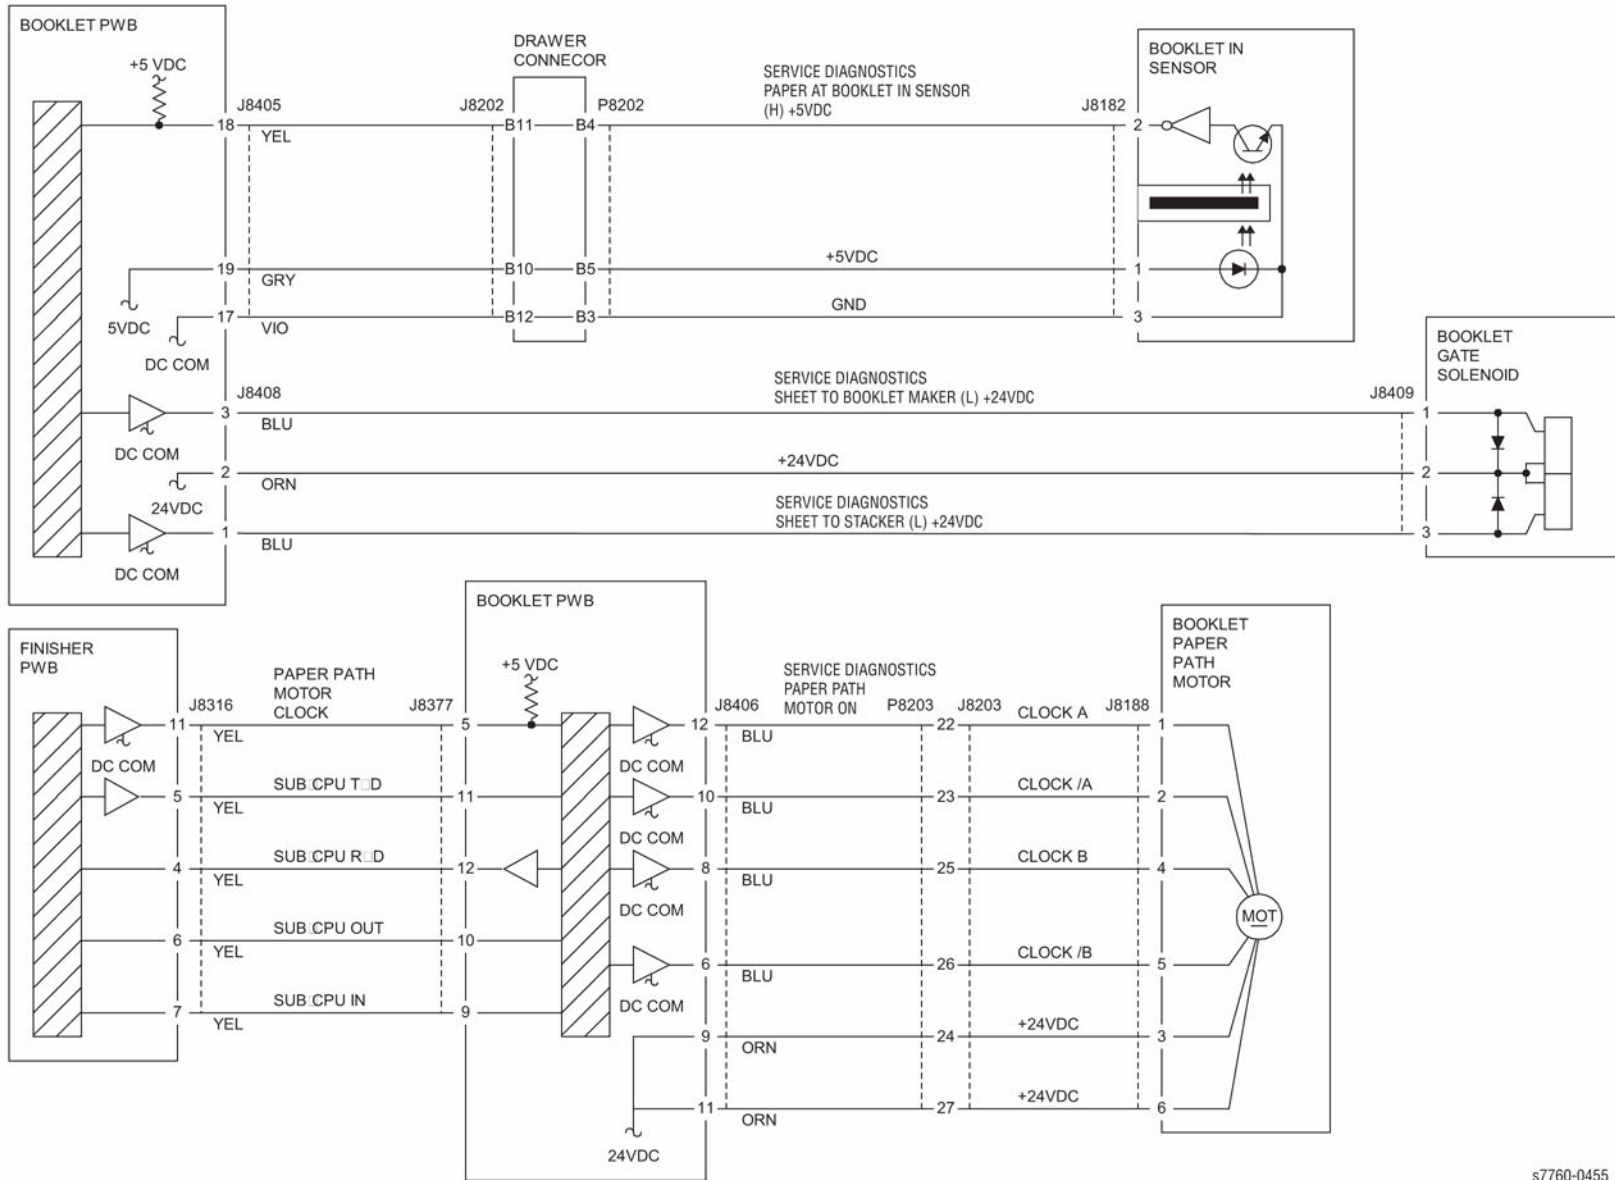 BOOKLET PWB
+5 VDC
DRAWER
CONNECOR
SERVICE DIAGNOSTICS
PAPER AT BOOKLET IN SENSOR
(H) +5VDC
BOOKLET IN
SENSOR
J8405
J8202
P8202
J8182
18
YEL
B11
B4
2
19
GRY
B10
B5
+5VDC
1
5VDC
17
VIO
B12
B3
GND
3
DC COM
BOOKLET
GATE
SOLENOID
J8408
SERVICE DIAGNOSTICS
SHEET TO BOOKLET MAKER (L) +24VDC
J8409
3
BLU
1
DC COM
2
ORN
+24VDC
2
24VDC
SERVICE DIAGNOSTICS
SHEET TO STACKER (L) +24VDC
1
BLU
3
DC COM
FINISHER
PWB
BOOKLET PWB
BOOKLET
PAPER
PATH
MOTOR
+5 VDC
PAPER PATH
MOTOR
CLOCK
SERVICE DIAGNOSTICS
PAPER PATH
MOTOR ON
J8316
J8377
J8406
P8203
J8203
J8188
11
YEL
5
12
BLU
22
CLOCK A
1
DC COM
DC COM
5
YEL
SUB□CPU T□D
11
10
BLU
23
CLOCK /A
2
DC COM
4
YEL
SUB□CPU R□D
12
8
BLU
25
CLOCK B
4
DC COM
MOT
6
YEL
SUB□CPU OUT
10
6
BLU
26
CLOCK /B
5
DC COM
7
YEL
SUB□CPU IN
9
9
ORN
24
+24VDC
3
11
ORN
27
+24VDC
6
24VDC
s7760-0455